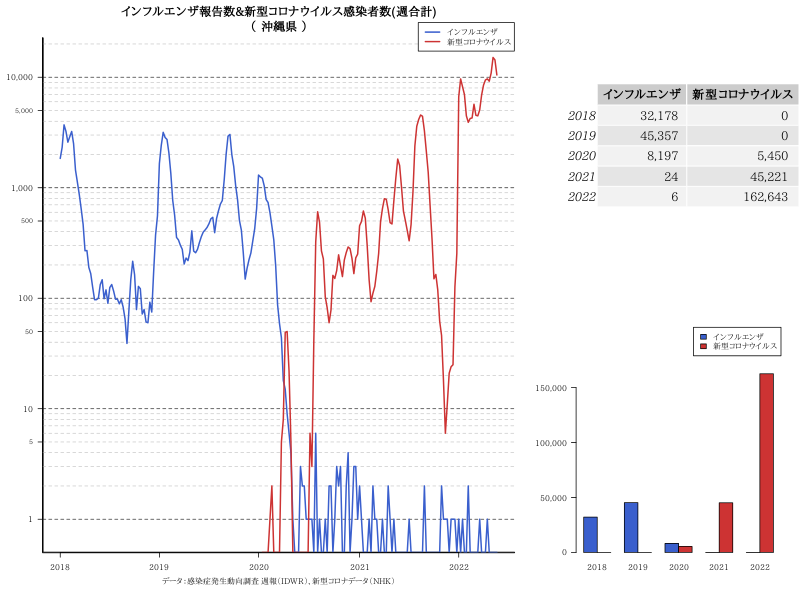 インフルエンザ報告数&新型コロナウイルス感染者数(週合計)
（ 沖縄県 ）
インフルエンザ
新型コロナウイルス
10,000
5,000
1,000
500
100
50
10
5
1
2018 2019 2020 2021 2022
データ：感染症発生動向調査 週報（IDWR）、新型コロナデータ（NHK）
インフルエンザ 新型コロナウイルス
2018 32,178 0
2019 45,357 0
2020 8,197 5,450
2021 24 45,221
2022 6 162,643
インフルエンザ
新型コロナウイルス
150,000
100,000
50,000
0
2018 2019 2020 2021 2022